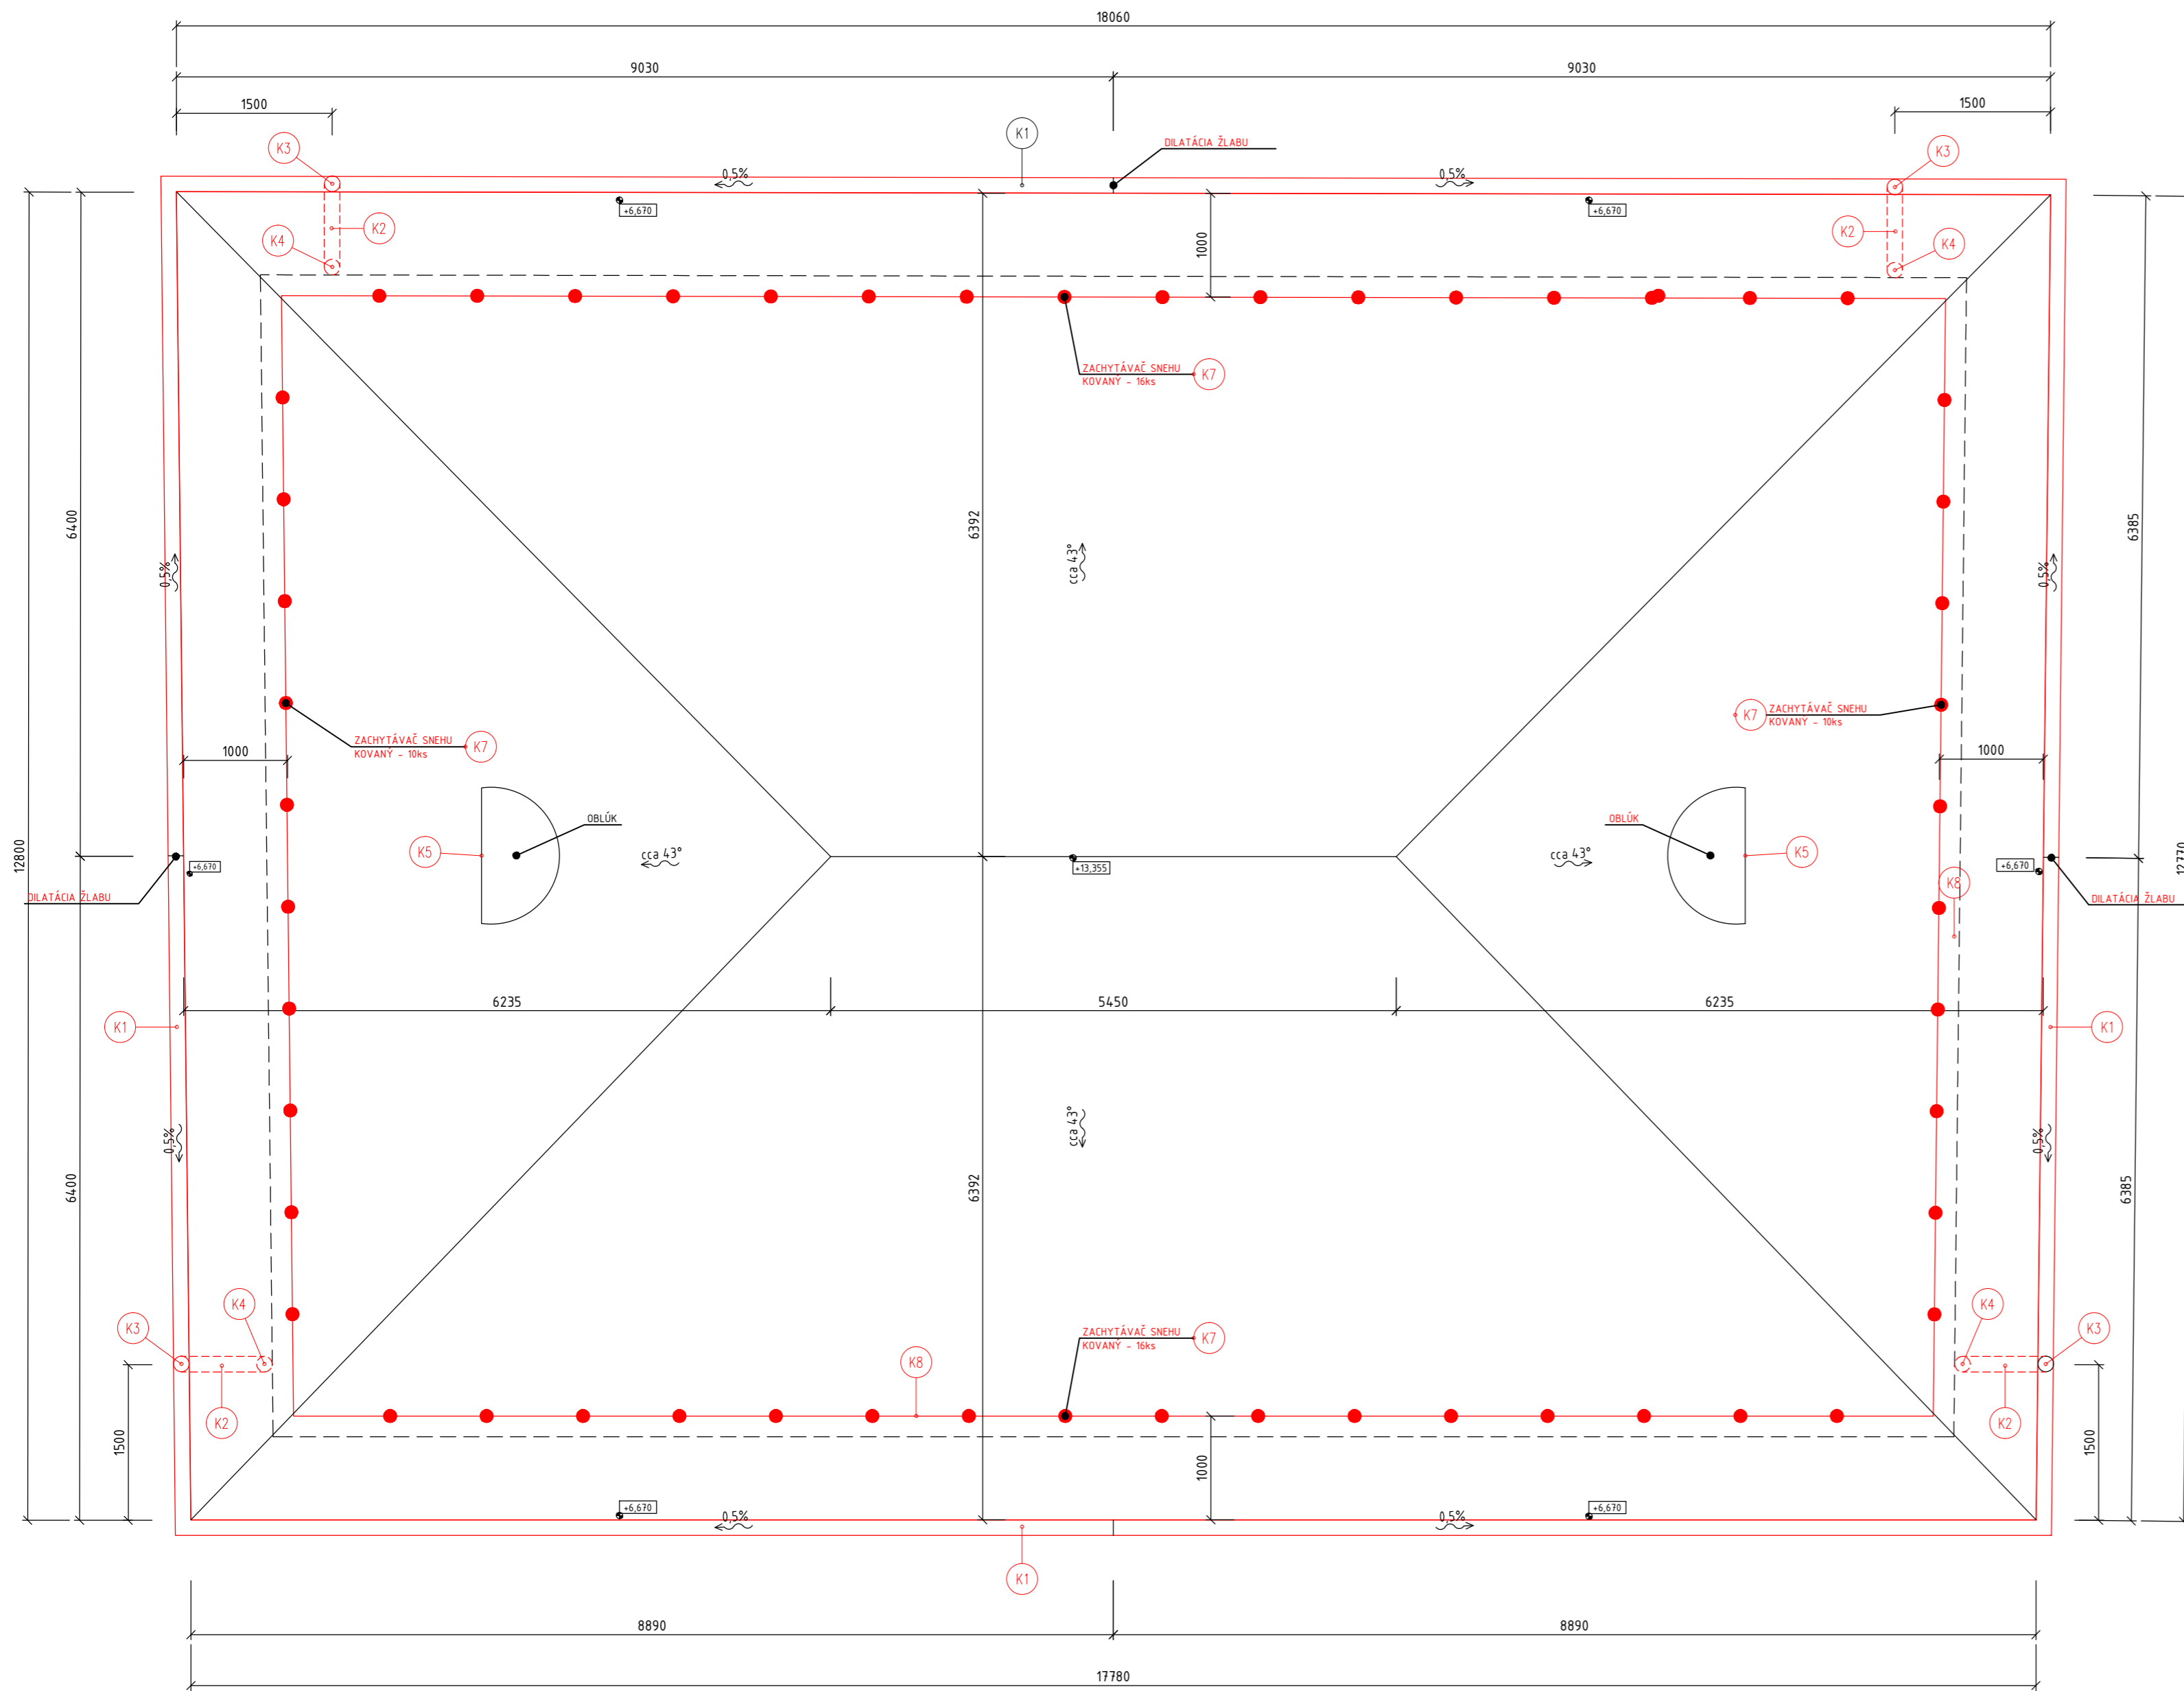 18060
9030
9030
1500
1500
K1
DILATÁCIA ŽLABU
K3
K3
0,5%
0,5%
+6,670
+6,670
K2
K4
K2
K4
1000
ZACHYTÁVAČ SNEHU
KOVANÝ - 16ks
K7
6400
6392
6385
cca 43°
0,5%
0,5%
12800
12770
ZACHYTÁVAČ SNEHU
KOVANÝ - 10ks
K7
K7
ZACHYTÁVAČ SNEHU
KOVANÝ - 10ks
1000
1000
OBLÚK
OBLÚK
K5
K5
cca 43°
cca 43°
+6,670
+13,355
+6,670
K8
DILATÁCIA ŽLABU
DILATÁCIA ŽLABU
6235
5450
6235
K1
K1
0,5%
cca 43°
0,5%
6400
6392
6385
K4
K3
K4
K3
ZACHYTÁVAČ SNEHU
KOVANÝ - 16ks
K7
K8
K2
K2
1500
1000
1500
+6,670
+6,670
0,5%
0,5%
K1
8890
8890
17780